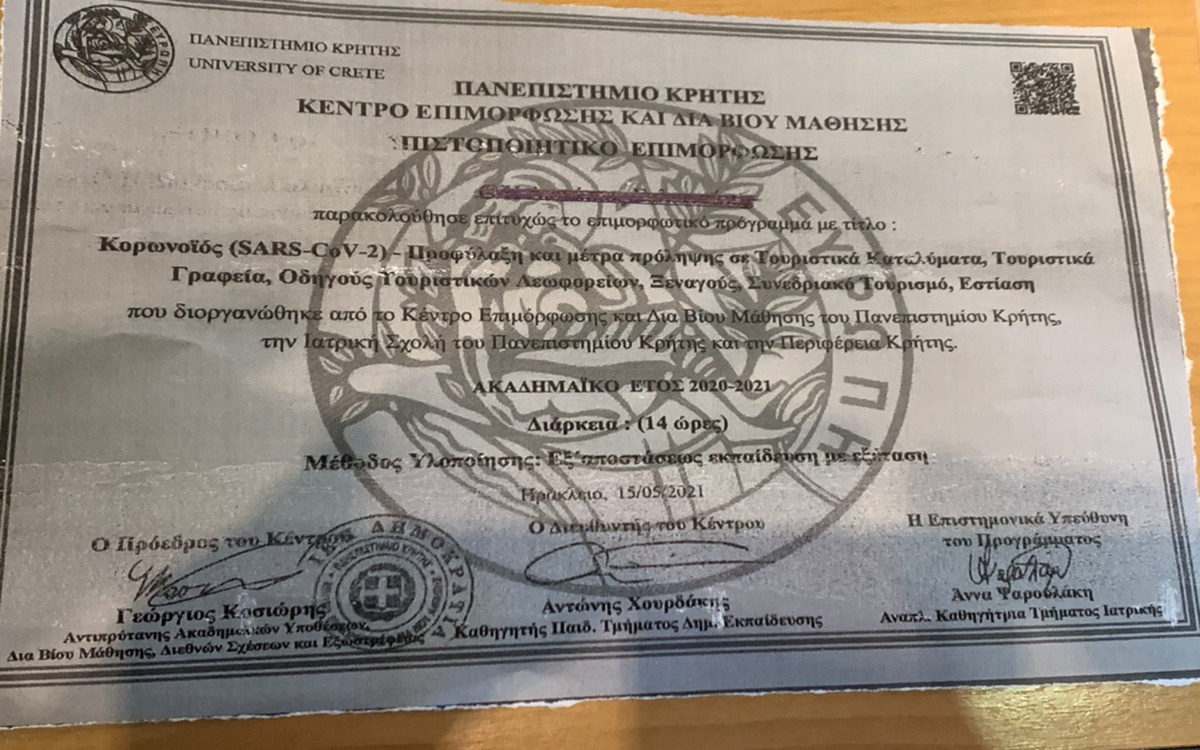 ΠΑΝΕΠΙΣΤΗΜΙΟ ΚΡΗΤΗΣ
UNIVERSITY OF CRETE
ΠΑΝΕΠΙΣΤΗΜΙΟ ΚΡΗΤΗΣ
ΚΕΝΤΡΟ ΕΠΙΜΟΡΦΩΣΗΣ ΚΑΙ ΔΙΑ ΒΙΟΥ ΜΑΘΗΣΗΣ
ΠΙΣΤΟΠΟΙΗΤΙΚΟ ΕΠΙΜΟΡΦΩΣΗΣ
παρακολούθησε επιτυχώς το επιμορφωτικό πρόγραμμα με τίτλο :
Κορωνοϊός (SARS-CoV-2) - Προφύλαξη και μέτρα πρόληψης σε Τουριστικά Καταλύματα, Τουριστικά
Γραφεία, Οδηγούς Τουριστικών Λεωφορείων, Ξεναγούς, Συνεδριακό Τουρισμό, Εστίαση
που διοργανώθηκε από το Κέντρο Επιμόρφωσης και Δια Βίου Μάθησης του Πανεπιστημίου Κρήτης,
την Ιατρική Σχολή του Πανεπιστημίου Κρήτης και την Περιφέρεια Κρήτης.
ΑΚΑΔΗΜΑΪΚΟ ΕΤΟΣ 2020-2021
Διάρκεια : (14 ώρες)
Μέθοδος Υλοποίησης: Εξ΄αποστάσεως εκπαίδευση με εξέταση
Ηράκλειο, 15/05/2021
Ο Πρόεδρος του Κέντρου
Γεώργιος Κοσιώρης
Αντιπρύτανης Ακαδημαϊκών Υποθέσεων,
Δια Βίου Μάθησης, Διεθνών Σχέσεων και Εξωστρέφειας
Ο Διευθυντής του Κέντρου
Αντώνης Χουρδάκης
Καθηγητής Παιδ. Τμήματος Δημ. Εκπαίδευσης
Η Επιστημονικά Υπεύθυνη
του Προγράμματος
Άννα Ψαρουλάκη
Αναπλ. Καθηγήτρια Τμήματος Ιατρικής
ΕΥΡΩΠΗ
ΔΗΜΟΚΡΑΤΙΑ